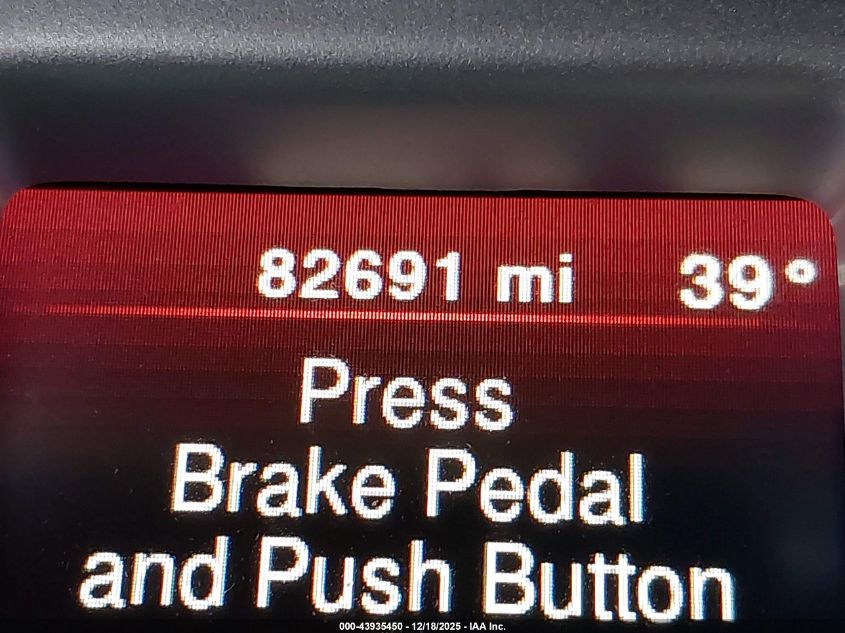 82691 mi 39°
Press
Brake Pedal
and Push Button
000-43935450 - 12/18/2025 - IAA Inc.